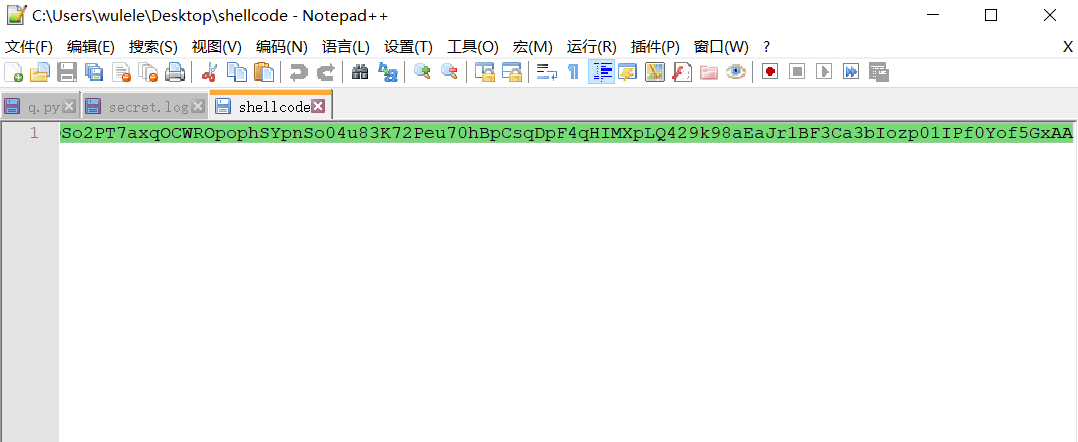 C:\Users\wulele\Desktop\shellcode - Notepad++
文件(F) 编辑(E) 搜索(S) 视图(V) 编码(N) 语言(L) 设置(T) 工具(O) 宏(M) 运行(R) 插件(P) 窗口(W) ? X
q.py secret.log shellcode
1 So2PT7axqOCWROpophSYpnSo04u83K72Peu70hBpCsqDpF4qHIMXpLQ429k98aEaJr1BF3Ca3bIozp01IPf0Yof5GxAA